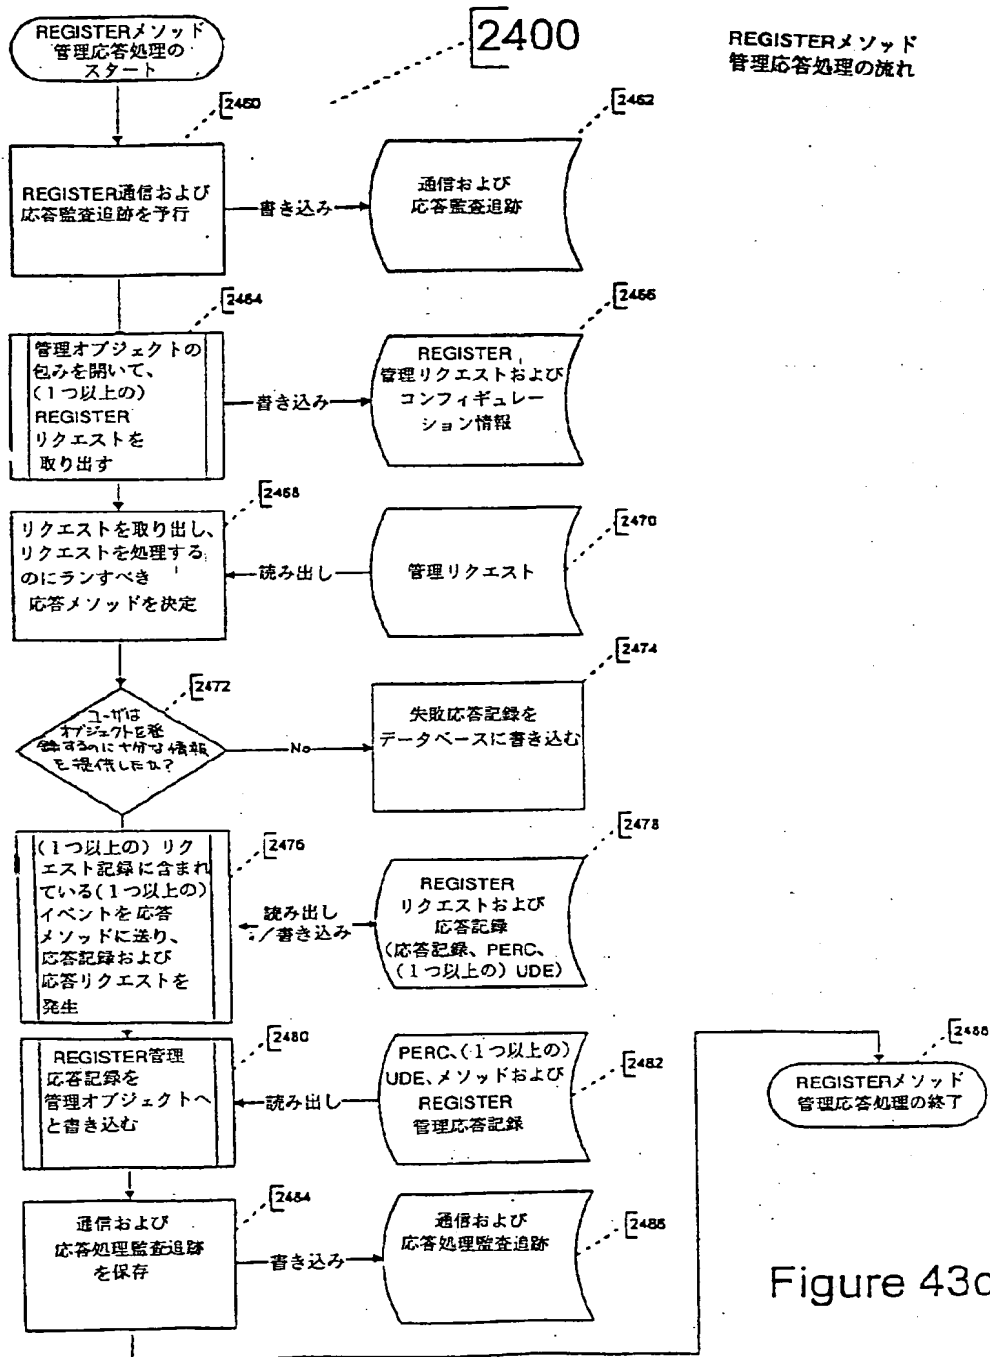 REGISTERメソッド
管理応答処理の
スタート
2400
REGISTERメソッド
管理応答処理の流れ
2460
REGISTER通信および
応答監査追跡を予行
書き込み
2462
通信および
応答監査追跡
2464
管理オブジェクトの
包みを開いて、
(1つ以上の)
REGISTER
リクエストを
取り出す
書き込み
2466
REGISTER
管理リクエストおよび
コンフィギュレー
ション情報
2468
リクエストを取り出し、
リクエストを処理する
のにランすべき
応答メソッドを決定
読み出し
2470
管理リクエスト
2472
ユーザは
オブジェクトを登
録するのに十分な情報
を提供したか?
No
2474
失敗応答記録を
データベースに書き込む
2476
(1つ以上の) リク
エスト記録に含まれ
ている(1つ以上の)
イベントを応答
メソッドに送り、
応答記録および
応答リクエストを
発生
読み出し
/書き込み
2478
REGISTER
リクエストおよび
応答記録
(応答記録、PERC、
(1つ以上の) UDE)
2480
REGISTER管理
応答記録を
管理オブジェクトへ
と書き込む
読み出し
2482
PERC、(1つ以上の)
UDE、メソッドおよび
REGISTER
管理応答記録
2488
REGISTERメソッド
管理応答処理の終了
2484
通信および
応答処理監査追跡
を保存
書き込み
2486
通信および
応答処理監査追跡
Figure 43c